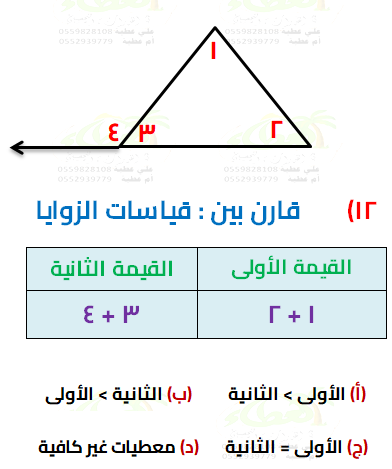 علي عطية
0559828108
أم عطية
0552939779
١
٤ ٣ ٢
١٢) قارن بين : قياسات الزوايا
القيمة الأولى القيمة الثانية
١ + ٢ ٣ + ٤
(أ) الأولى > الثانية (ب) الثانية > الأولى
(ج) الأولى = الثانية (د) معطيات غير كافية